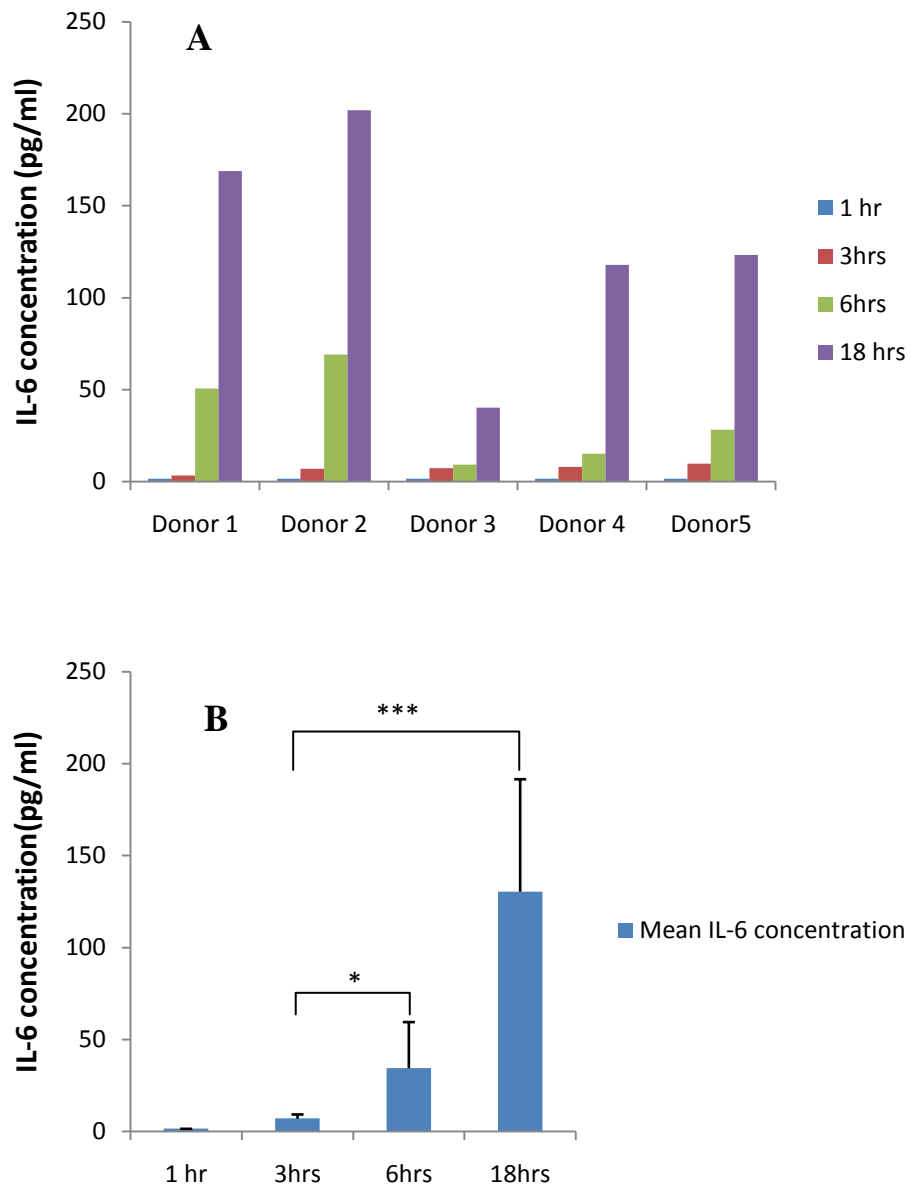 A
IL-6 concentration (pg/ml)
250
200
150
100
50
0
Donor 1 Donor 2 Donor 3 Donor 4 Donor5
1 hr
3hrs
6hrs
18 hrs
B
IL-6 concentration(pg/ml)
250
200
150
100
50
0
***
*
1 hr 3hrs 6hrs 18hrs
Mean IL-6 concentration